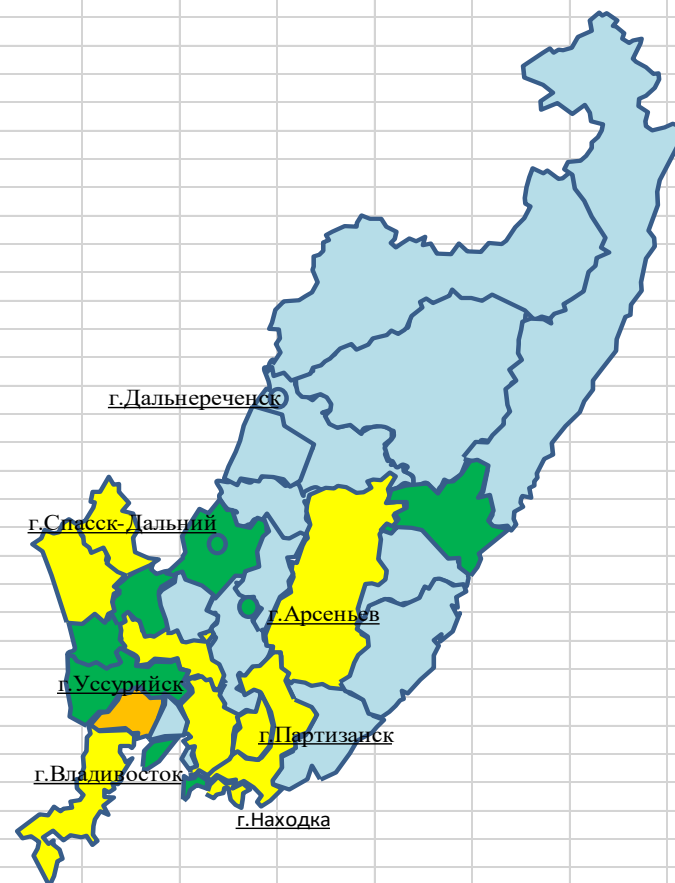 г.Дальнереченск
г.Спасск-Дальний
г.Арсеньев
г.Уссурийск
г.Партизанск
г.Владивосток
г.Находка